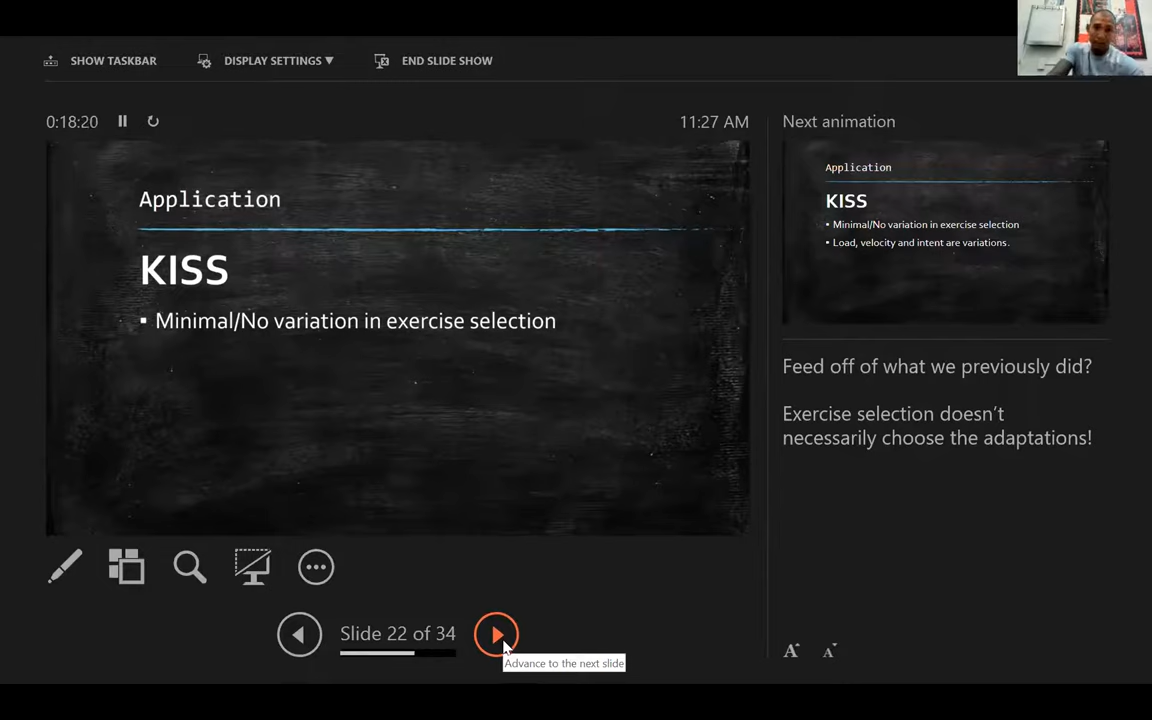 SHOW TASKBAR
DISPLAY SETTINGS ▼
END SLIDE SHOW
0:18:20
11:27 AM
Application
KISS
▪ Minimal/No variation in exercise selection
Next animation
Application
KISS
▪ Minimal/No variation in exercise selection
▪ Load, velocity and intent are variations.
Feed off of what we previously did?
Exercise selection doesn't
necessarily choose the adaptations!
Slide 22 of 34
Advance to the next slide
A A